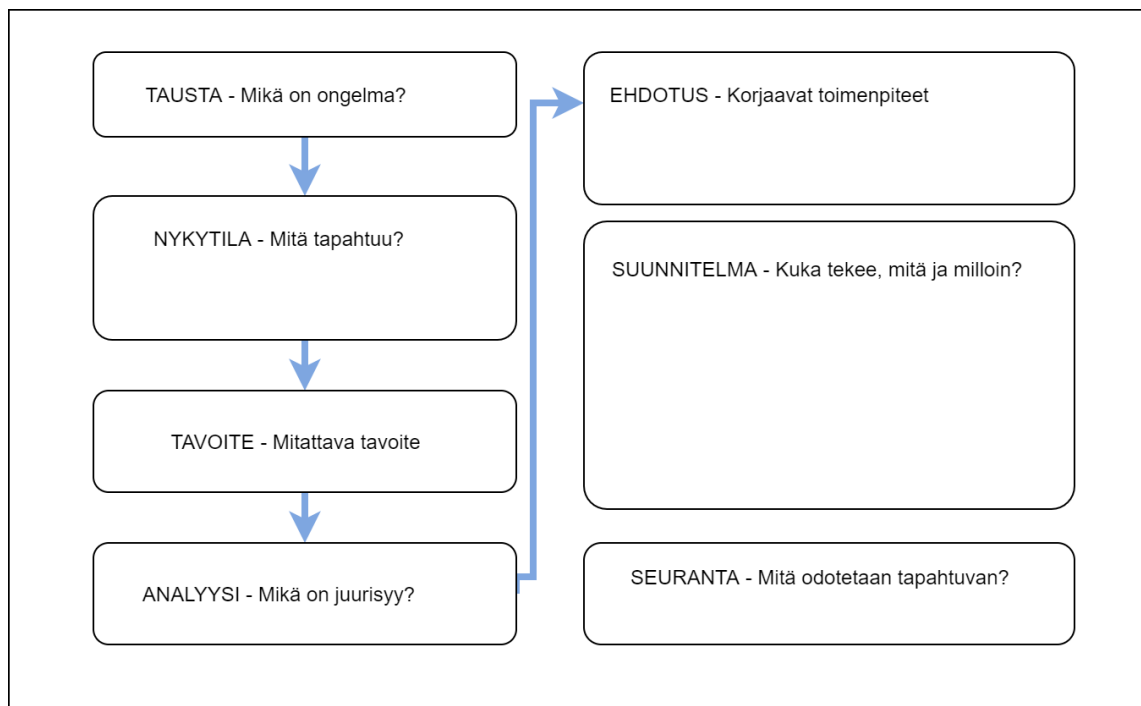 TAUSTA - Mikä on ongelma?
NYKYTILA - Mitä tapahtuu?
TAVOITE - Mitattava tavoite
ANALYYSI - Mikä on juurisyy?
EHDOTUS - Korjaavat toimenpiteet
SUUNNITELMA - Kuka tekee, mitä ja milloin?
SEURANTA - Mitä odotetaan tapahtuvan?